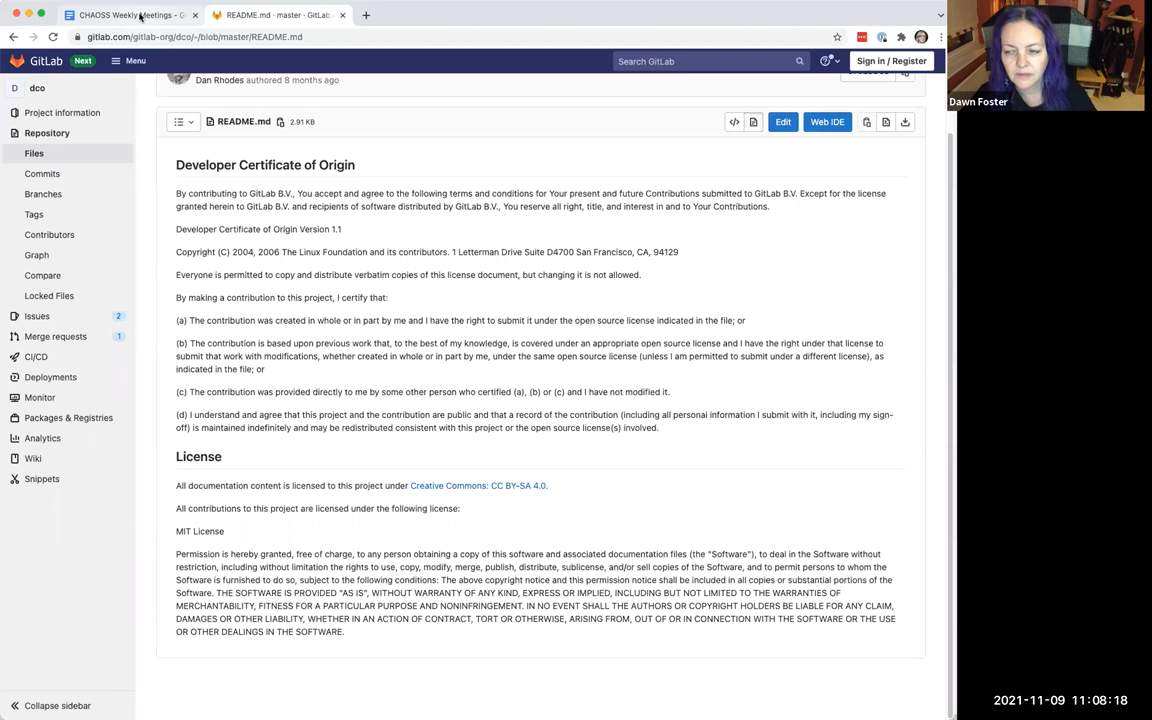 CHAOSS Weekly Meetings - G
README.md · master · GitLab.
gitlab.com/gitlab-org/dco/-/blob/master/README.md
GitLab Next Menu Search GitLab Sign in / Register
D dco
Project information
Repository
Files
Commits
Branches
Tags
Contributors
Graph
Compare
Locked Files
Issues 2
Merge requests 1
CI/CD
Deployments
Monitor
Packages & Registries
Analytics
Wiki
Snippets
Collapse sidebar
Dan Rhodes authored 8 months ago
README.md 2.91 KB
Edit Web IDE
Developer Certificate of Origin
By contributing to GitLab B.V., You accept and agree to the following terms and conditions for Your present and future Contributions submitted to GitLab B.V. Except for the license
granted herein to GitLab B.V. and recipients of software distributed by GitLab B.V., You reserve all right, title, and interest in and to Your Contributions.
Developer Certificate of Origin Version 1.1
Copyright (C) 2004, 2006 The Linux Foundation and its contributors. 1 Letterman Drive Suite D4700 San Francisco, CA, 94129
Everyone is permitted to copy and distribute verbatim copies of this license document, but changing it is not allowed.
By making a contribution to this project, I certify that:
(a) The contribution was created in whole or in part by me and I have the right to submit it under the open source license indicated in the file; or
(b) The contribution is based upon previous work that, to the best of my knowledge, is covered under an appropriate open source license and I have the right under that license to
submit that work with modifications, whether created in whole or in part by me, under the same open source license (unless I am permitted to submit under a different license), as
indicated in the file; or
(c) The contribution was provided directly to me by some other person who certified (a), (b) or (c) and I have not modified it.
(d) I understand and agree that this project and the contribution are public and that a record of the contribution (including all personal information I submit with it, including my sign-
off) is maintained indefinitely and may be redistributed consistent with this project or the open source license(s) involved.
License
All documentation content is licensed to this project under Creative Commons: CC BY-SA 4.0.
All contributions to this project are licensed under the following license:
MIT License
Permission is hereby granted, free of charge, to any person obtaining a copy of this software and associated documentation files (the "Software"), to deal in the Software without
restriction, including without limitation the rights to use, copy, modify, merge, publish, distribute, sublicense, and/or sell copies of the Software, and to permit persons to whom the
Software is furnished to do so, subject to the following conditions: The above copyright notice and this permission notice shall be included in all copies or substantial portions of the
Software. THE SOFTWARE IS PROVIDED "AS IS", WITHOUT WARRANTY OF ANY KIND, EXPRESS OR IMPLIED, INCLUDING BUT NOT LIMITED TO THE WARRANTIES OF
MERCHANTABILITY, FITNESS FOR A PARTICULAR PURPOSE AND NONINFRINGEMENT. IN NO EVENT SHALL THE AUTHORS OR COPYRIGHT HOLDERS BE LIABLE FOR ANY CLAIM,
DAMAGES OR OTHER LIABILITY, WHETHER IN AN ACTION OF CONTRACT, TORT OR OTHERWISE, ARISING FROM, OUT OF OR IN CONNECTION WITH THE SOFTWARE OR THE USE
OR OTHER DEALINGS IN THE SOFTWARE.
Dawn Foster
2021-11-09 11:08:18